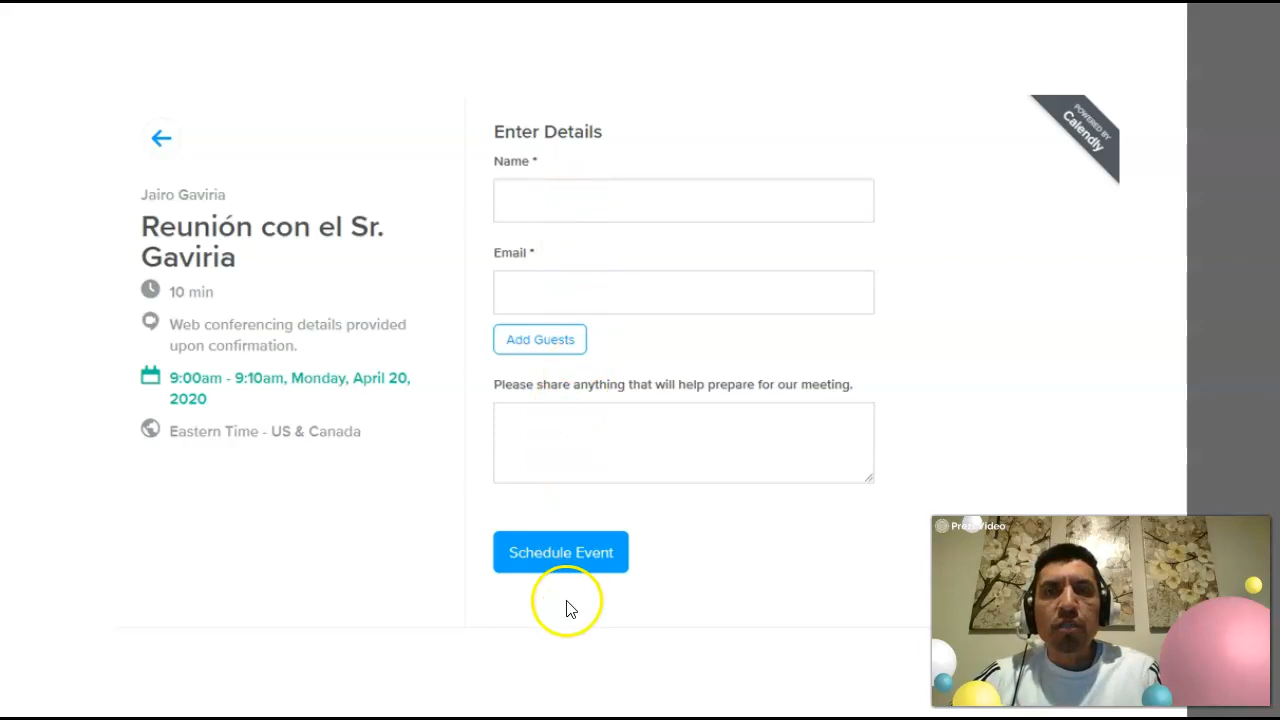 POWERED BY
Calendly
Jairo Gaviria
Reunión con el Sr.
Gaviria
10 min
Web conferencing details provided
upon confirmation.
9:00am - 9:10am, Monday, April 20,
2020
Eastern Time - US & Canada
Enter Details
Name *
Email *
Add Guests
Please share anything that will help prepare for our meeting.
Schedule Event
Prezi Video